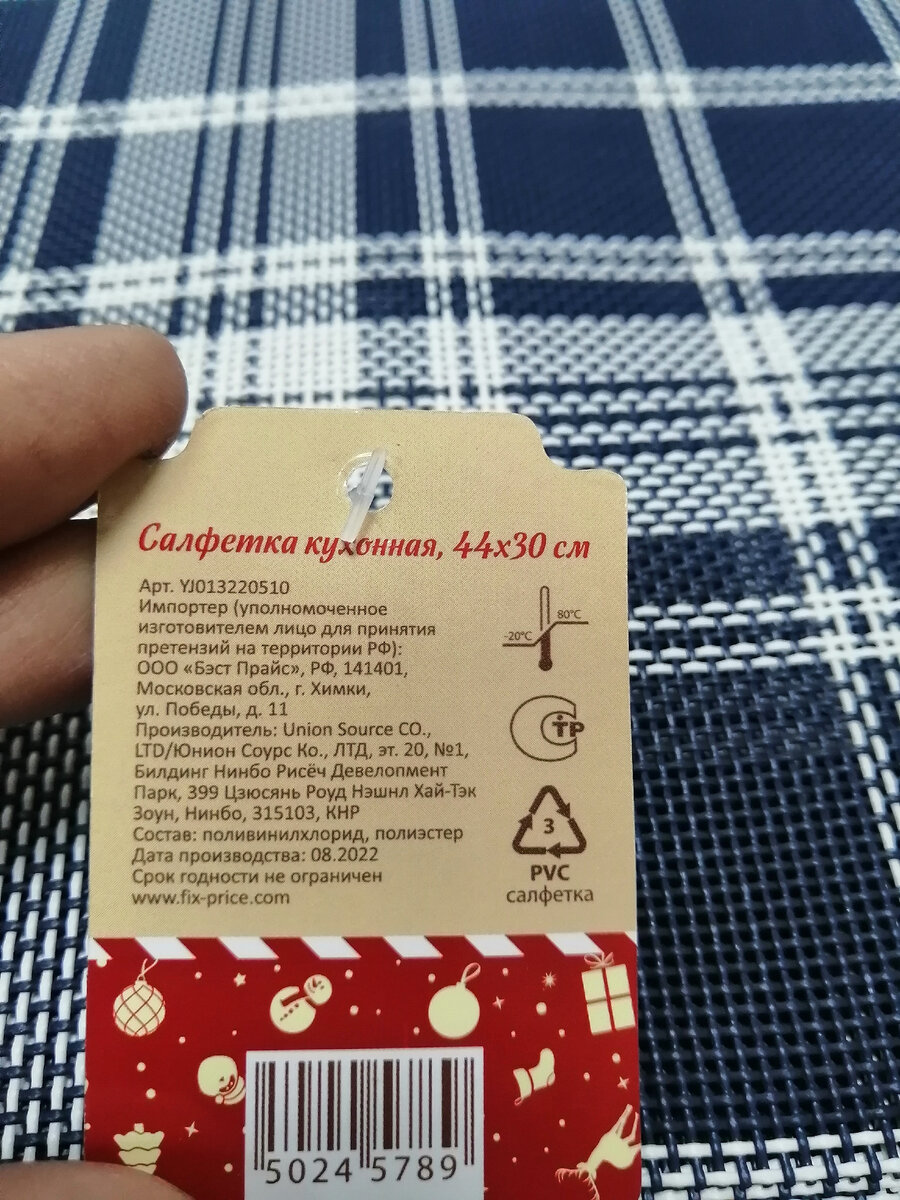 Салфетка кухонная, 44х30 см
Арт. YJ013220510
Импортер (уполномоченное
изготовителем лицо для принятия
претензий на территории РФ):
ООО «Бэст Прайс», РФ, 141401,
Московская обл., г. Химки,
ул. Победы, д. 11
Производитель: Union Source CO.,
LTD/Юнион Соурс Ко., ЛТД, эт. 20, №1,
Билдинг Нинбо Рисёч Девелопмент
Парк, 399 Цзюсянь Роуд Нэшнл Хай-Тэк
Зоун, Нинбо, 315103, КНР
Состав: поливинилхлорид, полиэстер
Дата производства: 08.2022
Срок годности не ограничен
www.fix-price.com
80°C
-20°C
СТР
3
PVC
салфетка
5024 5789